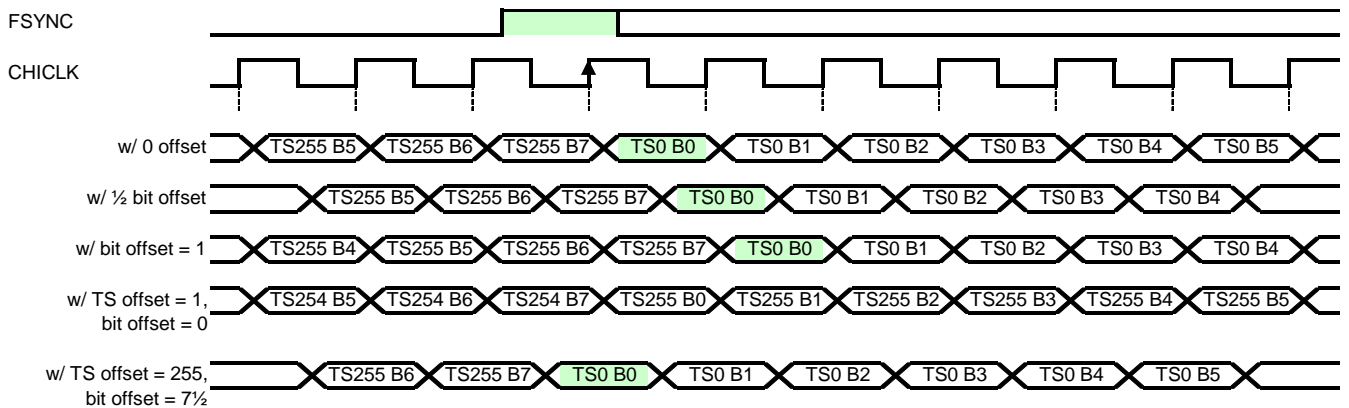 FSYNC
CHICLK
w/ 0 offset TS255 B5 TS255 B6 TS255 B7 TS0 B0 TS0 B1 TS0 B2 TS0 B3 TS0 B4 TS0 B5
w/ ½ bit offset TS255 B5 TS255 B6 TS255 B7 TS0 B0 TS0 B1 TS0 B2 TS0 B3 TS0 B4
w/ bit offset = 1 TS255 B4 TS255 B5 TS255 B6 TS255 B7 TS0 B0 TS0 B1 TS0 B2 TS0 B3 TS0 B4
w/ TS offset = 1, TS254 B5 TS254 B6 TS254 B7 TS255 B0 TS255 B1 TS255 B2 TS255 B3 TS255 B4 TS255 B5
bit offset = 0
w/ TS offset = 255, TS255 B6 TS255 B7 TS0 B0 TS0 B1 TS0 B2 TS0 B3 TS0 B4 TS0 B5
bit offset = 7½